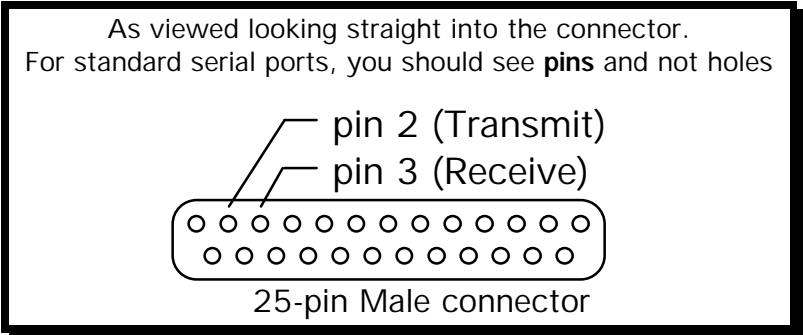 As viewed looking straight into the connector.
For standard serial ports, you should see pins and not holes
pin 2 (Transmit)
pin 3 (Receive)
25-pin Male connector